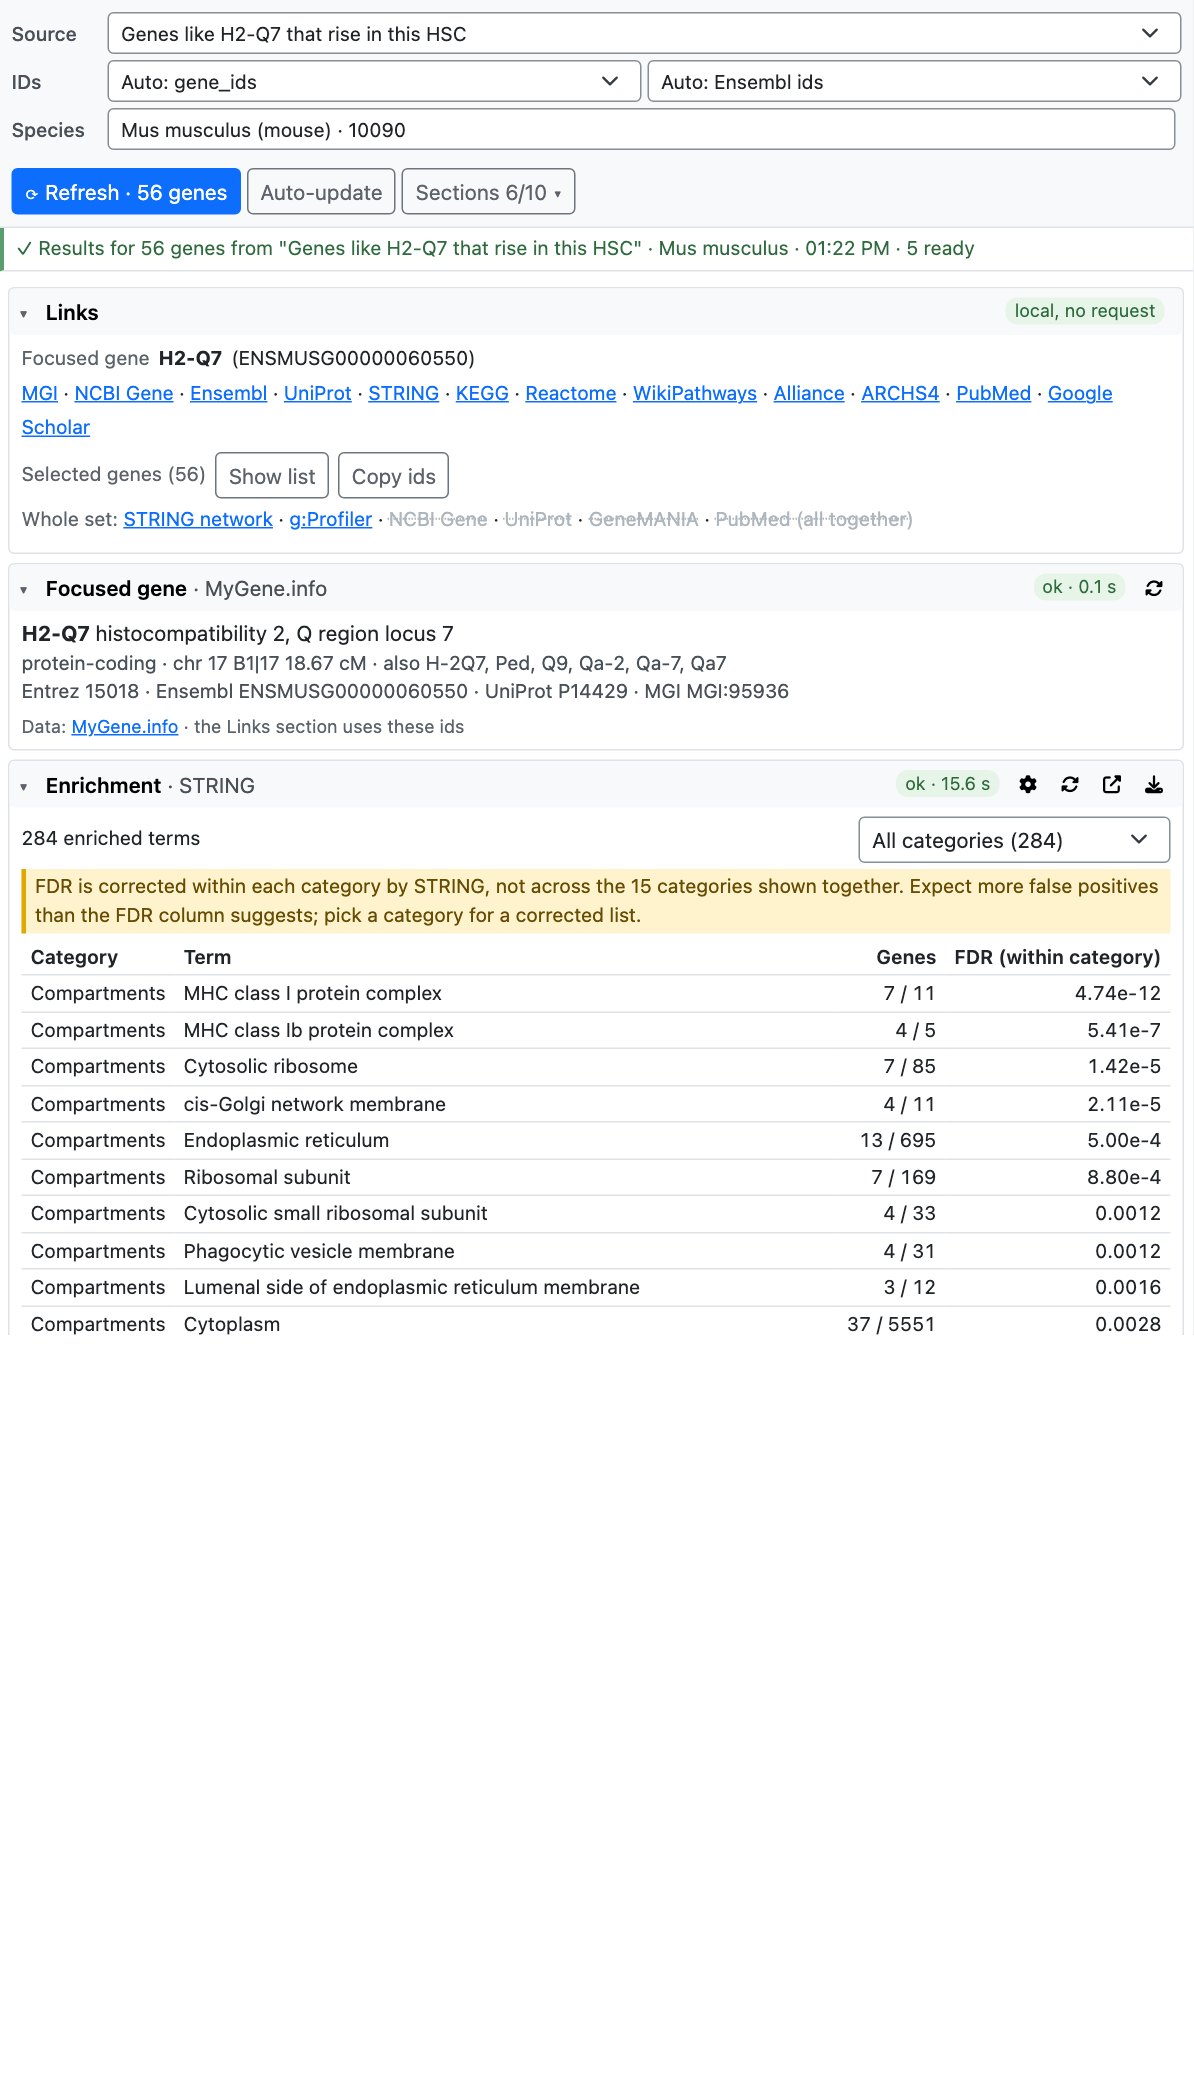 Source Genes like H2-Q7 that rise in this HSC
IDs Auto: gene_ids Auto: Ensembl ids
Species Mus musculus (mouse) · 10090
⟳ Refresh · 56 genes Auto-update Sections 6/10 ▾
✓ Results for 56 genes from "Genes like H2-Q7 that rise in this HSC" · Mus musculus · 01:22 PM · 5 ready
▾ Links local, no request
Focused gene H2-Q7 (ENSMUSG00000060550)
MGI · NCBI Gene · Ensembl · UniProt · STRING · KEGG · Reactome · WikiPathways · Alliance · ARCHS4 · PubMed · Google
Scholar
Selected genes (56) Show list Copy ids
Whole set: STRING network · g:Profiler · NCBI Gene · UniProt · GeneMANIA · PubMed (all together)
▾ Focused gene · MyGene.info ok · 0.1 s
H2-Q7 histocompatibility 2, Q region locus 7
protein-coding · chr 17 B1|17 18.67 cM · also H-2Q7, Ped, Q9, Qa-2, Qa-7, Qa7
Entrez 15018 · Ensembl ENSMUSG00000060550 · UniProt P14429 · MGI MGI:95936
Data: MyGene.info · the Links section uses these ids
▾ Enrichment · STRING ok · 15.6 s
284 enriched terms All categories (284)
FDR is corrected within each category by STRING, not across the 15 categories shown together. Expect more false positives
than the FDR column suggests; pick a category for a corrected list.
Category Term Genes FDR (within category)
Compartments MHC class I protein complex 7 / 11 4.74e-12
Compartments MHC class Ib protein complex 4 / 5 5.41e-7
Compartments Cytosolic ribosome 7 / 85 1.42e-5
Compartments cis-Golgi network membrane 4 / 11 2.11e-5
Compartments Endoplasmic reticulum 13 / 695 5.00e-4
Compartments Ribosomal subunit 7 / 169 8.80e-4
Compartments Cytosolic small ribosomal subunit 4 / 33 0.0012
Compartments Phagocytic vesicle membrane 4 / 31 0.0012
Compartments Lumenal side of endoplasmic reticulum membrane 3 / 12 0.0016
Compartments Cytoplasm 37 / 5551 0.0028